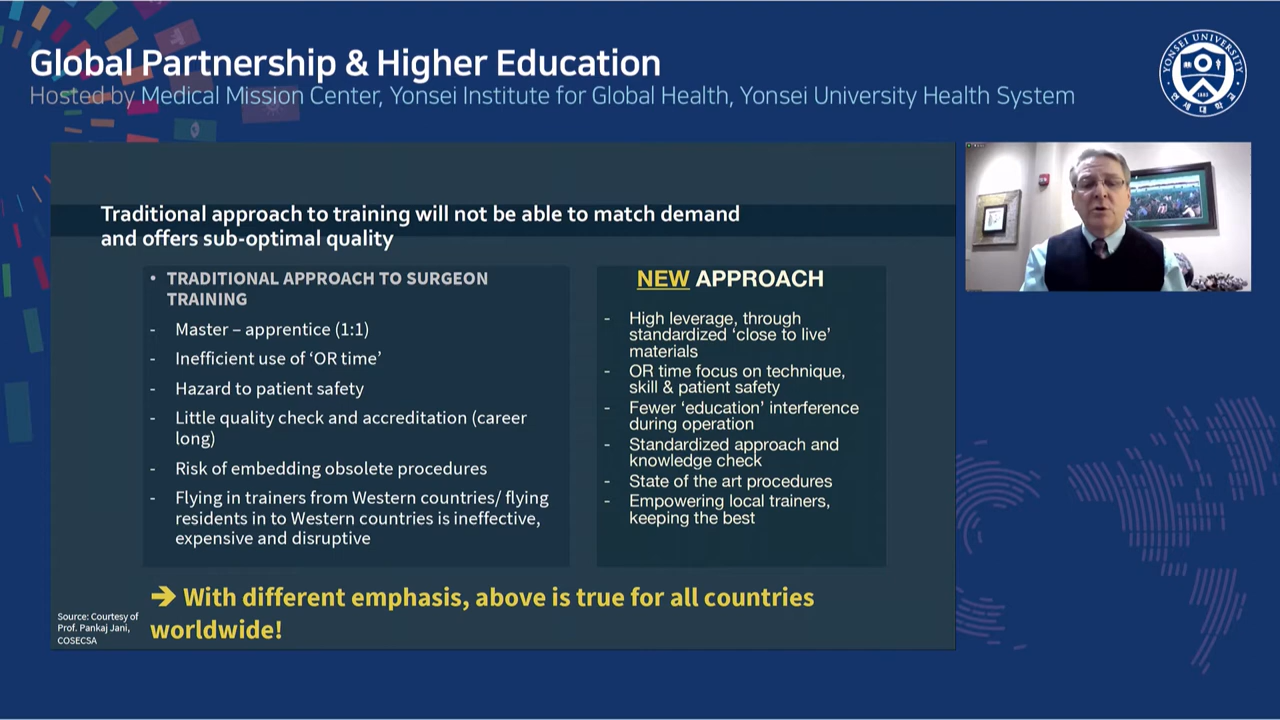 Global Partnership & Higher Education
Hosted by Medical Mission Center, Yonsei Institute for Global Health, Yonsei University Health System
YONSEI UNIVERSITY
1885
연세대학교
Traditional approach to training will not be able to match demand
and offers sub-optimal quality
• TRADITIONAL APPROACH TO SURGEON
TRAINING
- Master – apprentice (1:1)
- Inefficient use of ‘OR time’
- Hazard to patient safety
- Little quality check and accreditation (career
long)
- Risk of embedding obsolete procedures
- Flying in trainers from Western countries/ flying
residents in to Western countries is ineffective,
expensive and disruptive
NEW APPROACH
- High leverage, through
standardized ‘close to live’
materials
- OR time focus on technique,
skill & patient safety
- Fewer ‘education’ interference
during operation
- Standardized approach and
knowledge check
- State of the art procedures
- Empowering local trainers,
keeping the best
➔ With different emphasis, above is true for all countries
worldwide!
Source: Courtesy of
Prof. Pankaj Jani,
COSECSA